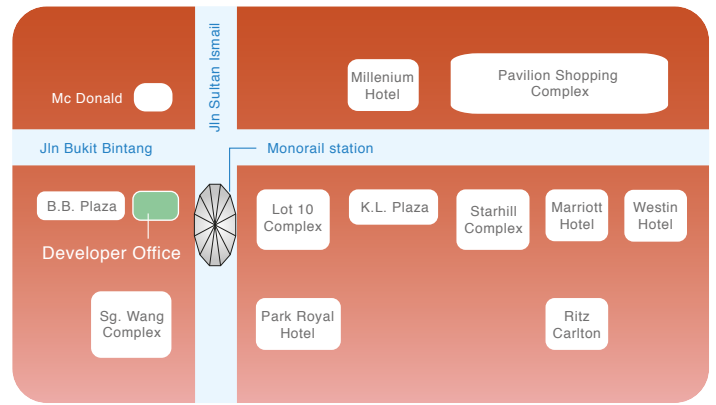 Jln Sultan Ismail
Mc Donald
Millenium
Hotel
Pavilion Shopping
Complex
Jln Bukit Bintang
Monorail station
B.B. Plaza
Developer Office
Lot 10
Complex
K.L. Plaza
Starhill
Complex
Marriott
Hotel
Westin
Hotel
Sg. Wang
Complex
Park Royal
Hotel
Ritz
Carlton